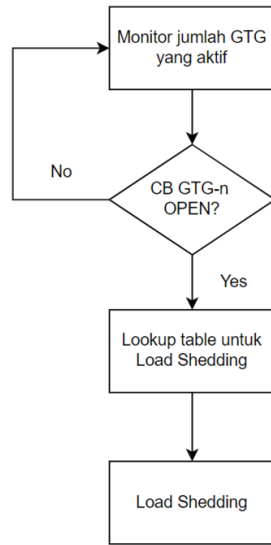 Monitor jumlah GTG
yang aktif
No
CB GTG-n
OPEN?
Yes
Lookup table untuk
Load Shedding
Load Shedding